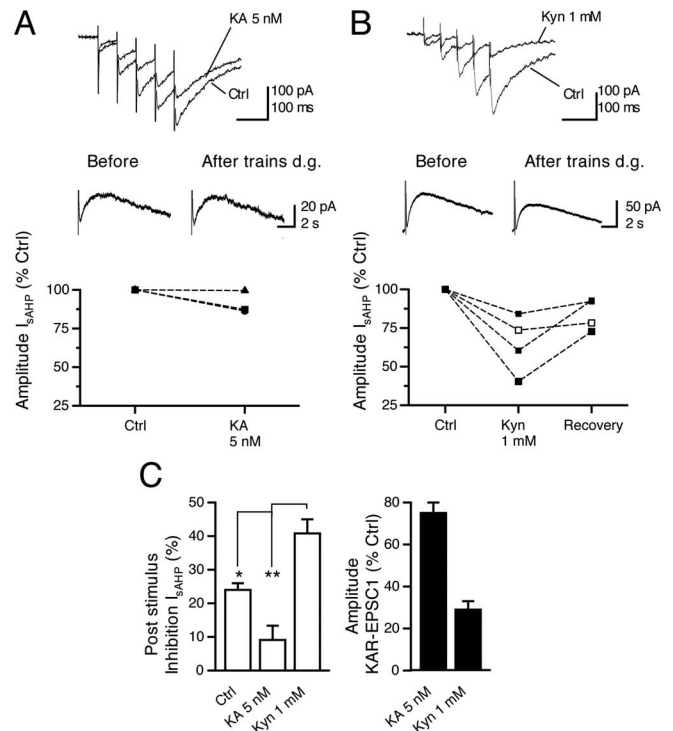 A
KA 5 nM
Ctrl
100 pA
100 ms
Before
After trains d.g.
20 pA
2 s
Amplitude IsAHP (% Ctrl)
100
75
50
25
Ctrl
KA
5 nM
B
Kyn 1 mM
Ctrl
100 pA
100 ms
Before
After trains d.g.
50 pA
2 s
Amplitude IsAHP (% Ctrl)
100
75
50
25
Ctrl
Kyn
1 mM
Recovery
C
Post stimulus
Inhibition IsAHP (%)
50
40
30
20
10
0
*
**
Ctrl
KA 5 nM
Kyn 1 mM
Amplitude
KAR-EPSC1 (% Ctrl)
80
60
40
20
0
KA 5 nM
Kyn 1 mM